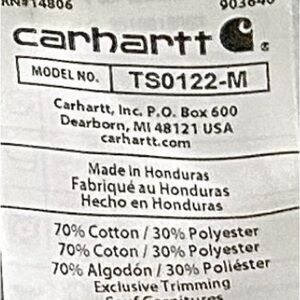 RN#14806 903640
carhartt
MODEL NO. TS0122-M
Carhartt, Inc. P.O. Box 600
Dearborn, MI 48121 USA
carhartt.com
Made in Honduras
Fabriqué au Honduras
Hecho en Honduras
70% Cotton / 30% Polyester
70% Coton / 30% Polyester
70% Algodón / 30% Poliéster
Exclusive Trimming
Sauf Garnitures